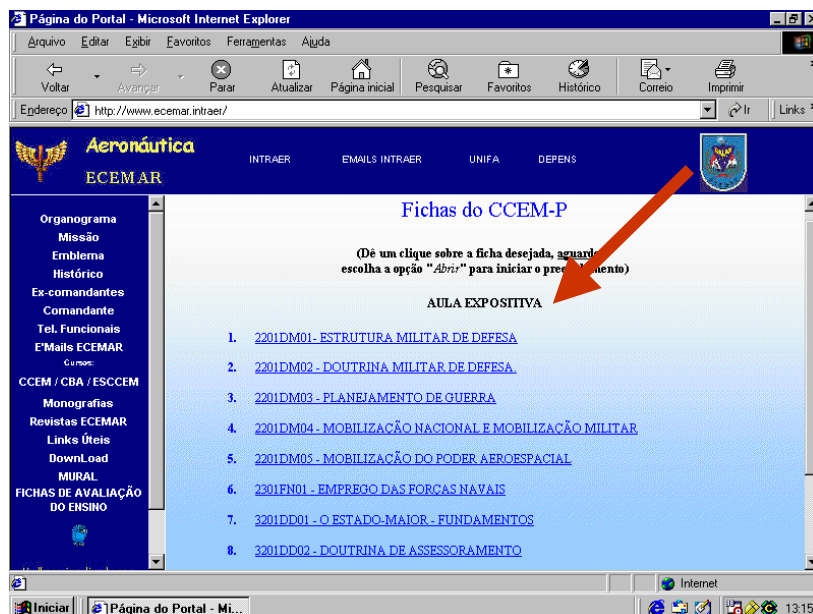 Página do Portal - Microsoft Internet Explorer
Arquivo Editar Exibir Favoritos Ferramentas Ajuda
Voltar Avançar Parar Atualizar Página inicial Pesquisar Favoritos Histórico Correio Imprimir
Endereço http://www.ecemar.intraer/ Ir Links
Aeronáutica
ECEMAR
INTRAER EMAILS INTRAER UNIFA DEPENS
Organograma
Missão
Emblema
Histórico
Ex-comandantes
Comandante
Tel. Funcionais
E'Mails ECEMAR
Cursos:
CCEM / CBA / ESCCEM
Monografias
Revistas ECEMAR
Links Úteis
DownLoad
MURAL
FICHAS DE AVALIAÇÃO
DO ENSINO
Fichas do CCEM-P
(Dê um clique sobre a ficha desejada, aguarde
escolha a opção "Abrir" para iniciar o preenchimento)
AULA EXPOSITIVA
1. 2201DM01- ESTRUTURA MILITAR DE DEFESA
2. 2201DM02 - DOUTRINA MILITAR DE DEFESA.
3. 2201DM03 - PLANEJAMENTO DE GUERRA
4. 2201DM04 - MOBILIZAÇÃO NACIONAL E MOBILIZAÇÃO MILITAR
5. 2201DM05 - MOBILIZAÇÃO DO PODER AEROESPACIAL
6. 2301FN01 - EMPREGO DAS FORÇAS NAVAIS
7. 3201DD01 - O ESTADO-MAIOR - FUNDAMENTOS
8. 3201DD02 - DOUTRINA DE ASSESSORAMENTO
Internet
Iniciar Página do Portal - Mi... 13:15